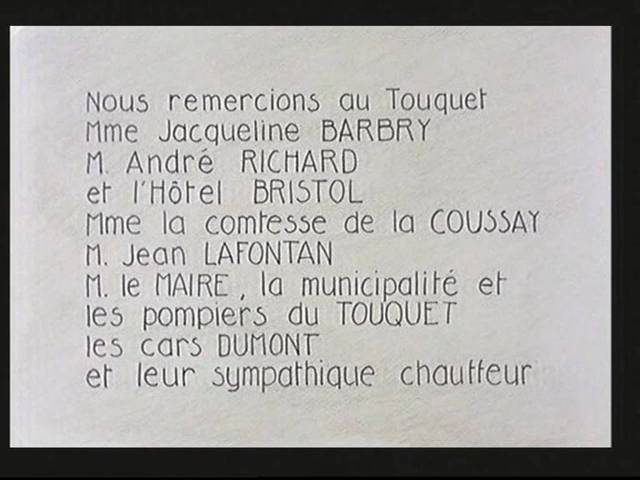 Nous remercions au Touquet
Mme Jacqueline BARBRY
M. André RICHARD
et l'Hôtel BRISTOL
Mme la comtesse de la COUSSAY
M. Jean LAFONTAN
M. le MAIRE, la municipalité et
les pompiers du TOUQUET
les cars DUMONT
et leur sympathique chauffeur